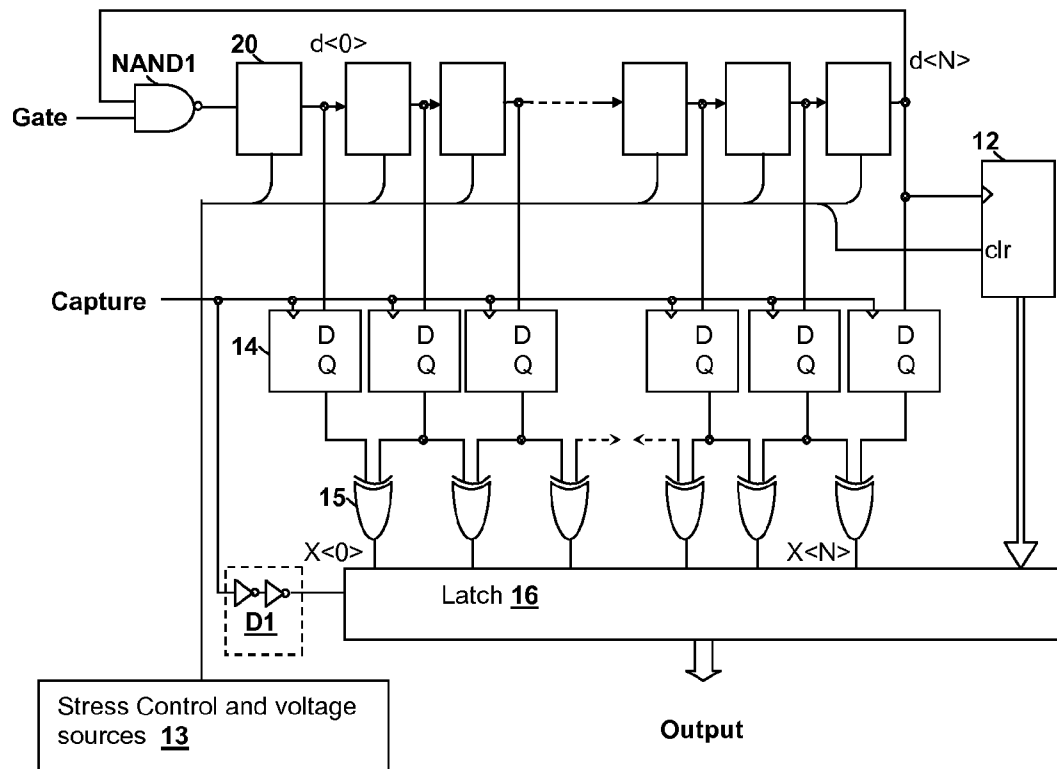 20
d<0>
NAND1
d<N>
Gate
12
clr
Capture
D
D
D
D
D
D
14
Q
Q
Q
Q
Q
Q
15
X<0>
X<N>
Latch 16
D1
Stress Control and voltage
sources 13
Output